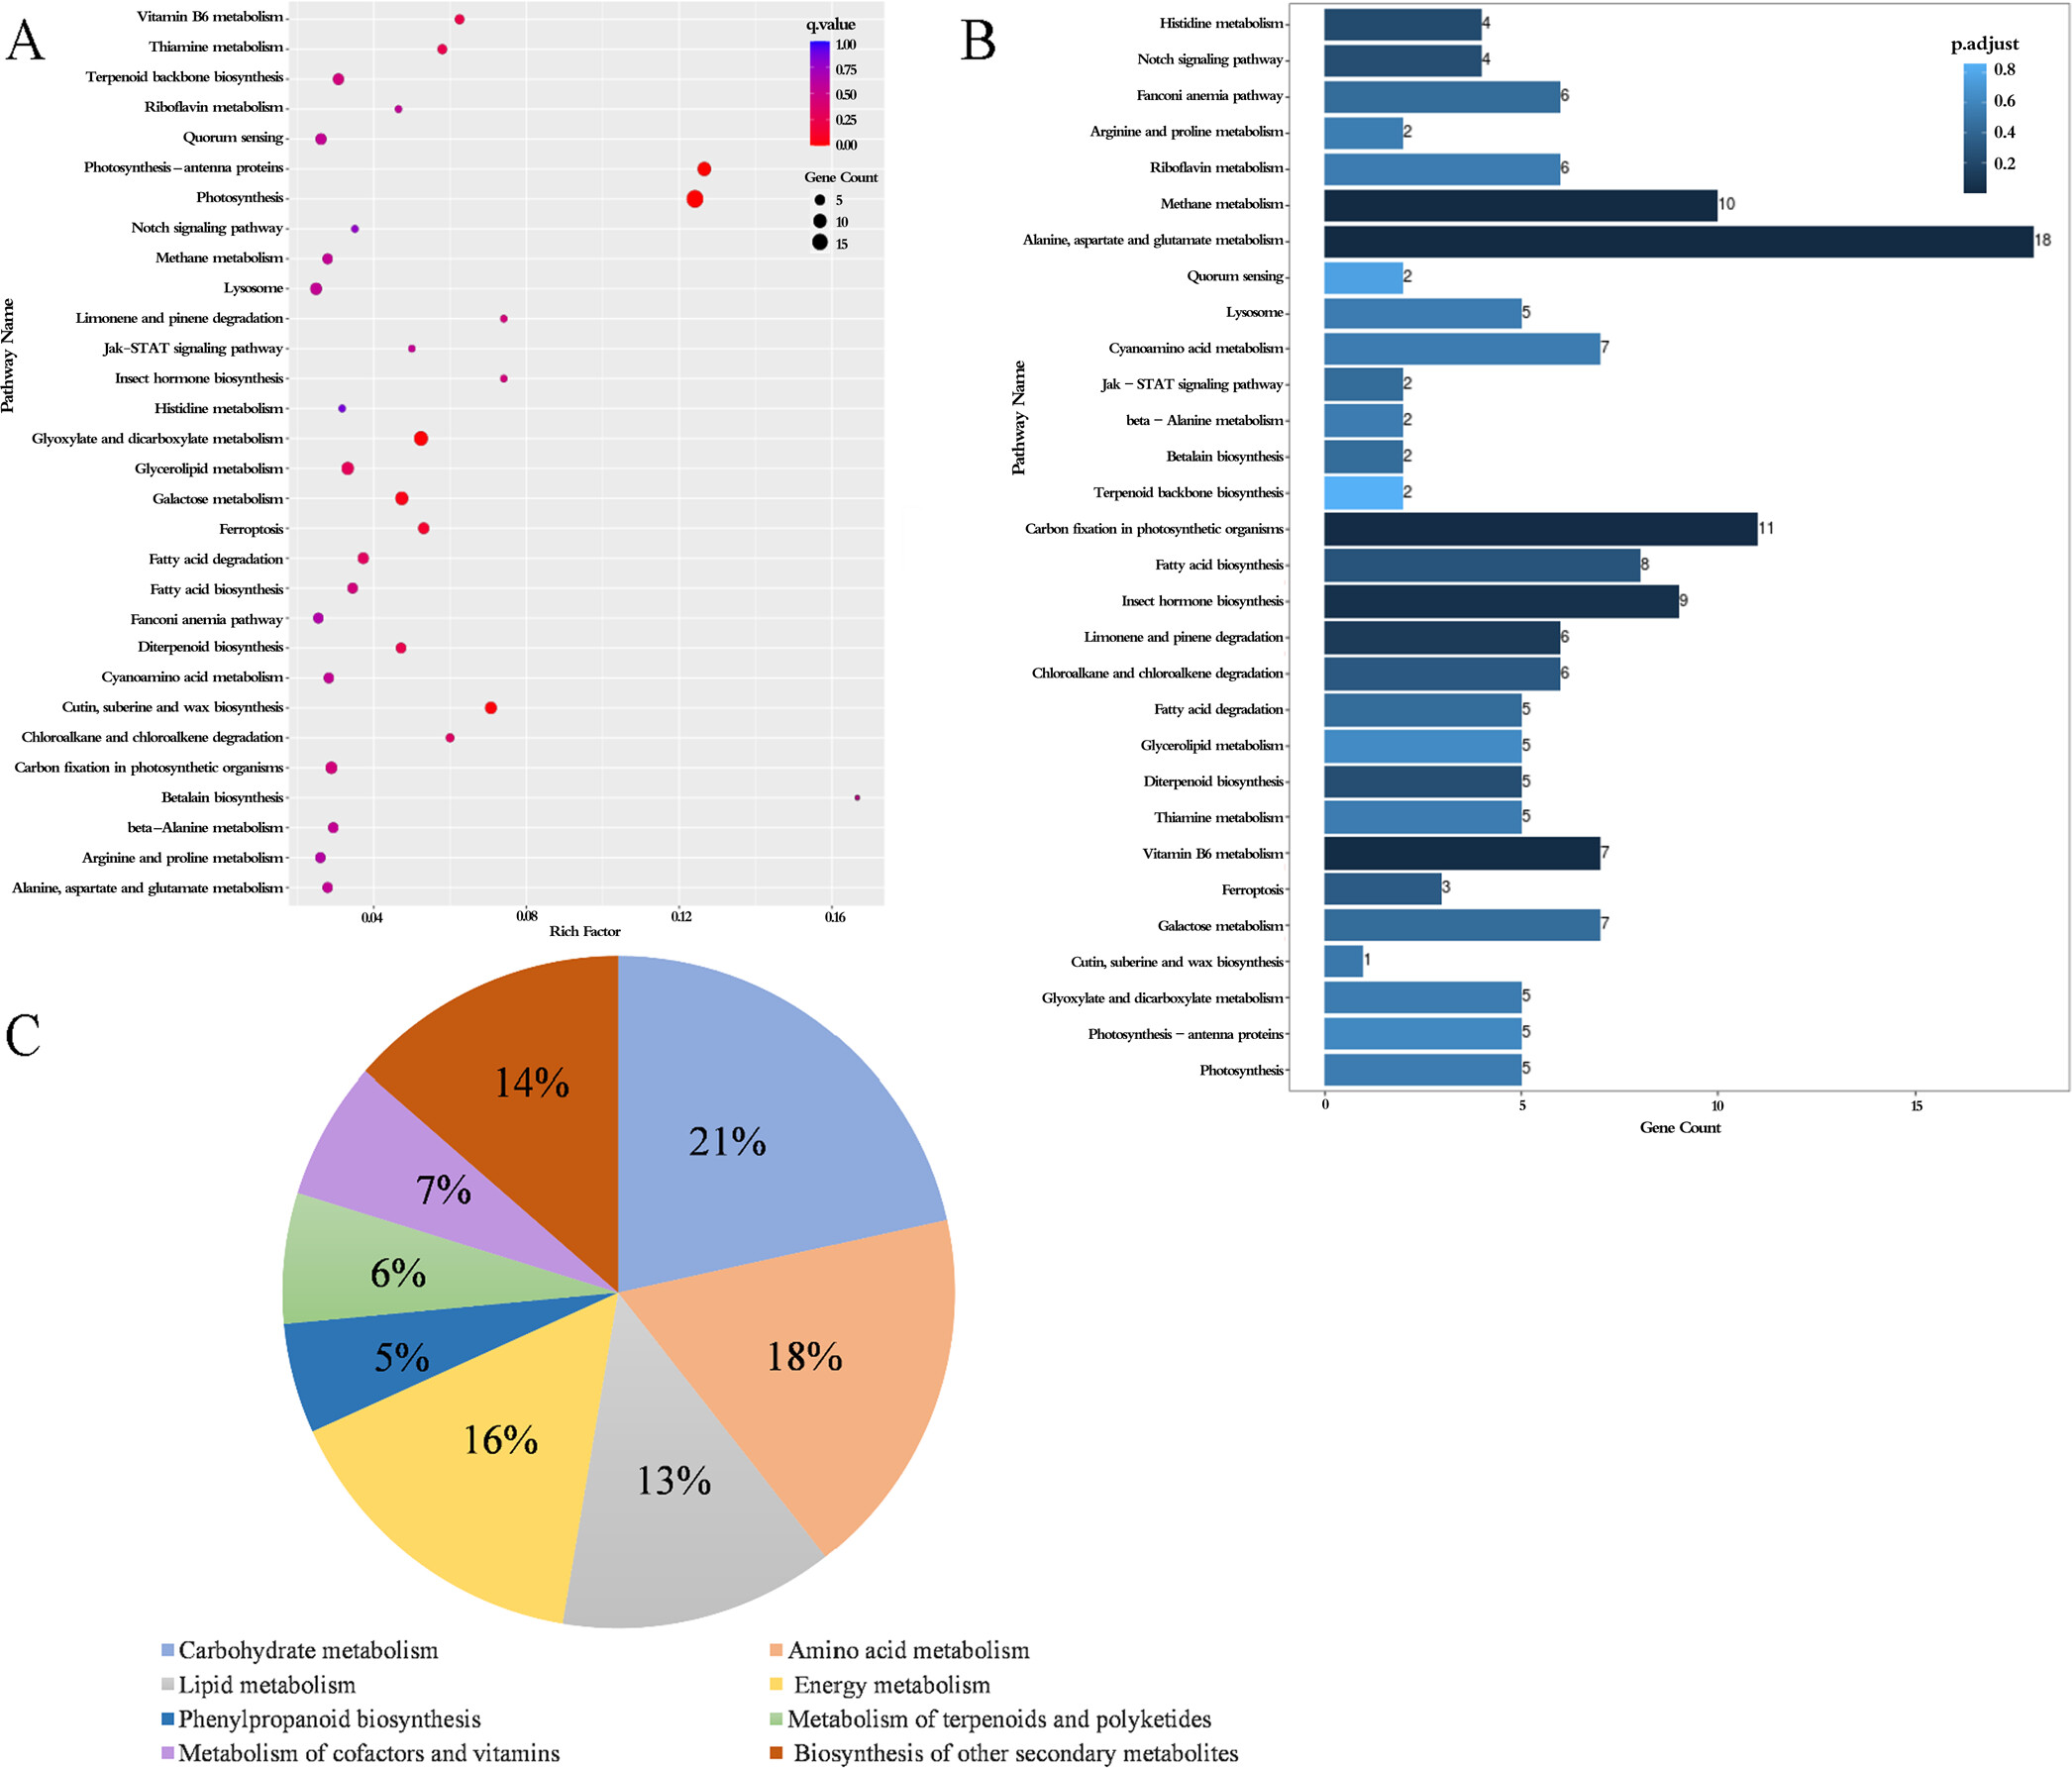 A
Vitamin B6 metabolism
Thiamine metabolism
Terpenoid backbone biosynthesis
Riboflavin metabolism
Quorum sensing
Photosynthesis-antenna proteins
Photosynthesis
Notch signaling pathway
Methane metabolism
Lysosome
Limonene and pinene degradation
Jak-STAT signaling pathway
Insect hormone biosynthesis
Histidine metabolism
Glyoxylate and dicarboxylate metabolism
Glycerolipid metabolism
Galactose metabolism
Ferroptosis
Fatty acid degradation
Fatty acid biosynthesis
Fanconi anemia pathway
Diterpenoid biosynthesis
Cyanoamino acid metabolism
Cutin, suberine and wax biosynthesis
Chloroalkane and chloroalkene degradation
Carbon fixation in photosynthetic organisms
Betalain biosynthesis
beta-Alanine metabolism
Arginine and proline metabolism
Alanine, aspartate and glutamate metabolism
Pathway Name
0.04
0.08
0.12
0.16
Rich Factor
q.value
1.00
0.75
0.50
0.25
0.00
Gene Count
5
10
15
B
Histidine metabolism 4
Notch signaling pathway 4
Fanconi anemia pathway 6
Arginine and proline metabolism 2
Riboflavin metabolism 6
Methane metabolism 10
Alanine, aspartate and glutamate metabolism 18
Quorum sensing 2
Lysosome 5
Cyanoamino acid metabolism 7
Jak - STAT signaling pathway 2
beta - Alanine metabolism 2
Betalain biosynthesis 2
Terpenoid backbone biosynthesis 2
Carbon fixation in photosynthetic organisms 11
Fatty acid biosynthesis 8
Insect hormone biosynthesis 9
Limonene and pinene degradation 6
Chloroalkane and chloroalkene degradation 6
Fatty acid degradation 5
Glycerolipid metabolism 5
Diterpenoid biosynthesis 5
Thiamine metabolism 5
Vitamin B6 metabolism 7
Ferroptosis 3
Galactose metabolism 7
Cutin, suberine and wax biosynthesis 1
Glyoxylate and dicarboxylate metabolism 5
Photosynthesis - antenna proteins 5
Photosynthesis 5
Pathway Name
0
5
10
15
Gene Count
p.adjust
0.8
0.6
0.4
0.2
C
14%
21%
7%
6%
18%
5%
16%
13%
Carbohydrate metabolism
Amino acid metabolism
Lipid metabolism
Energy metabolism
Phenylpropanoid biosynthesis
Metabolism of terpenoids and polyketides
Metabolism of cofactors and vitamins
Biosynthesis of other secondary metabolites